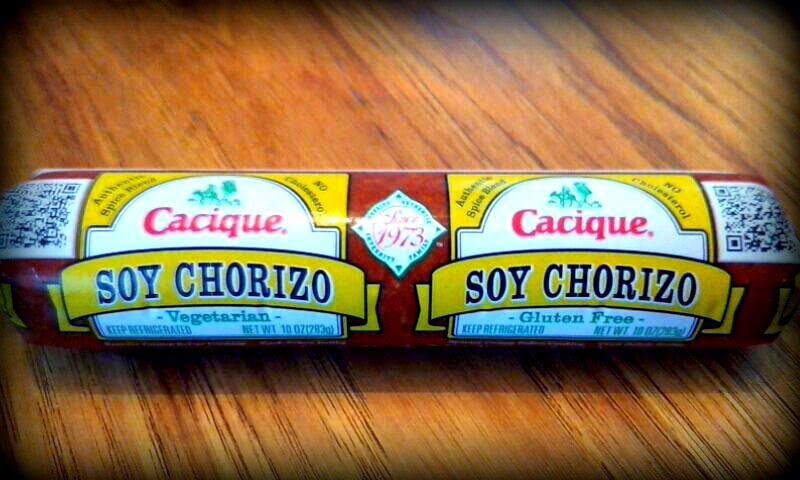 Authentic
Spice Blend
NO
Cholesterol
Cacique.
SOY CHORIZO
- Vegetarian -
KEEP REFRIGERATED NET WT. 10 OZ(283g)
Since
1973
Authentic
Spice Blend
NO
Cholesterol
Cacique.
SOY CHORIZO
- Gluten Free -
KEEP REFRIGERATED NET WT. 10 OZ(283g)